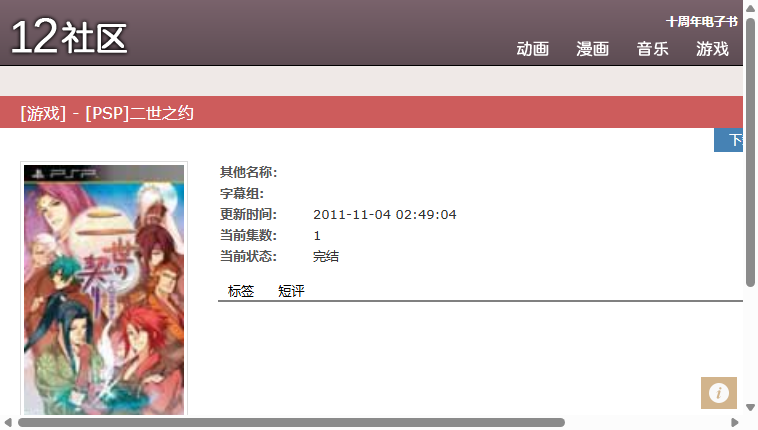 12社区
十周年电子书
动画 漫画 音乐 游戏
[游戏] - [PSP]二世之约
PSP
二世の契り
其他名称:
字幕组:
更新时间: 2011-11-04 02:49:04
当前集数: 1
当前状态: 完结
标签 短评